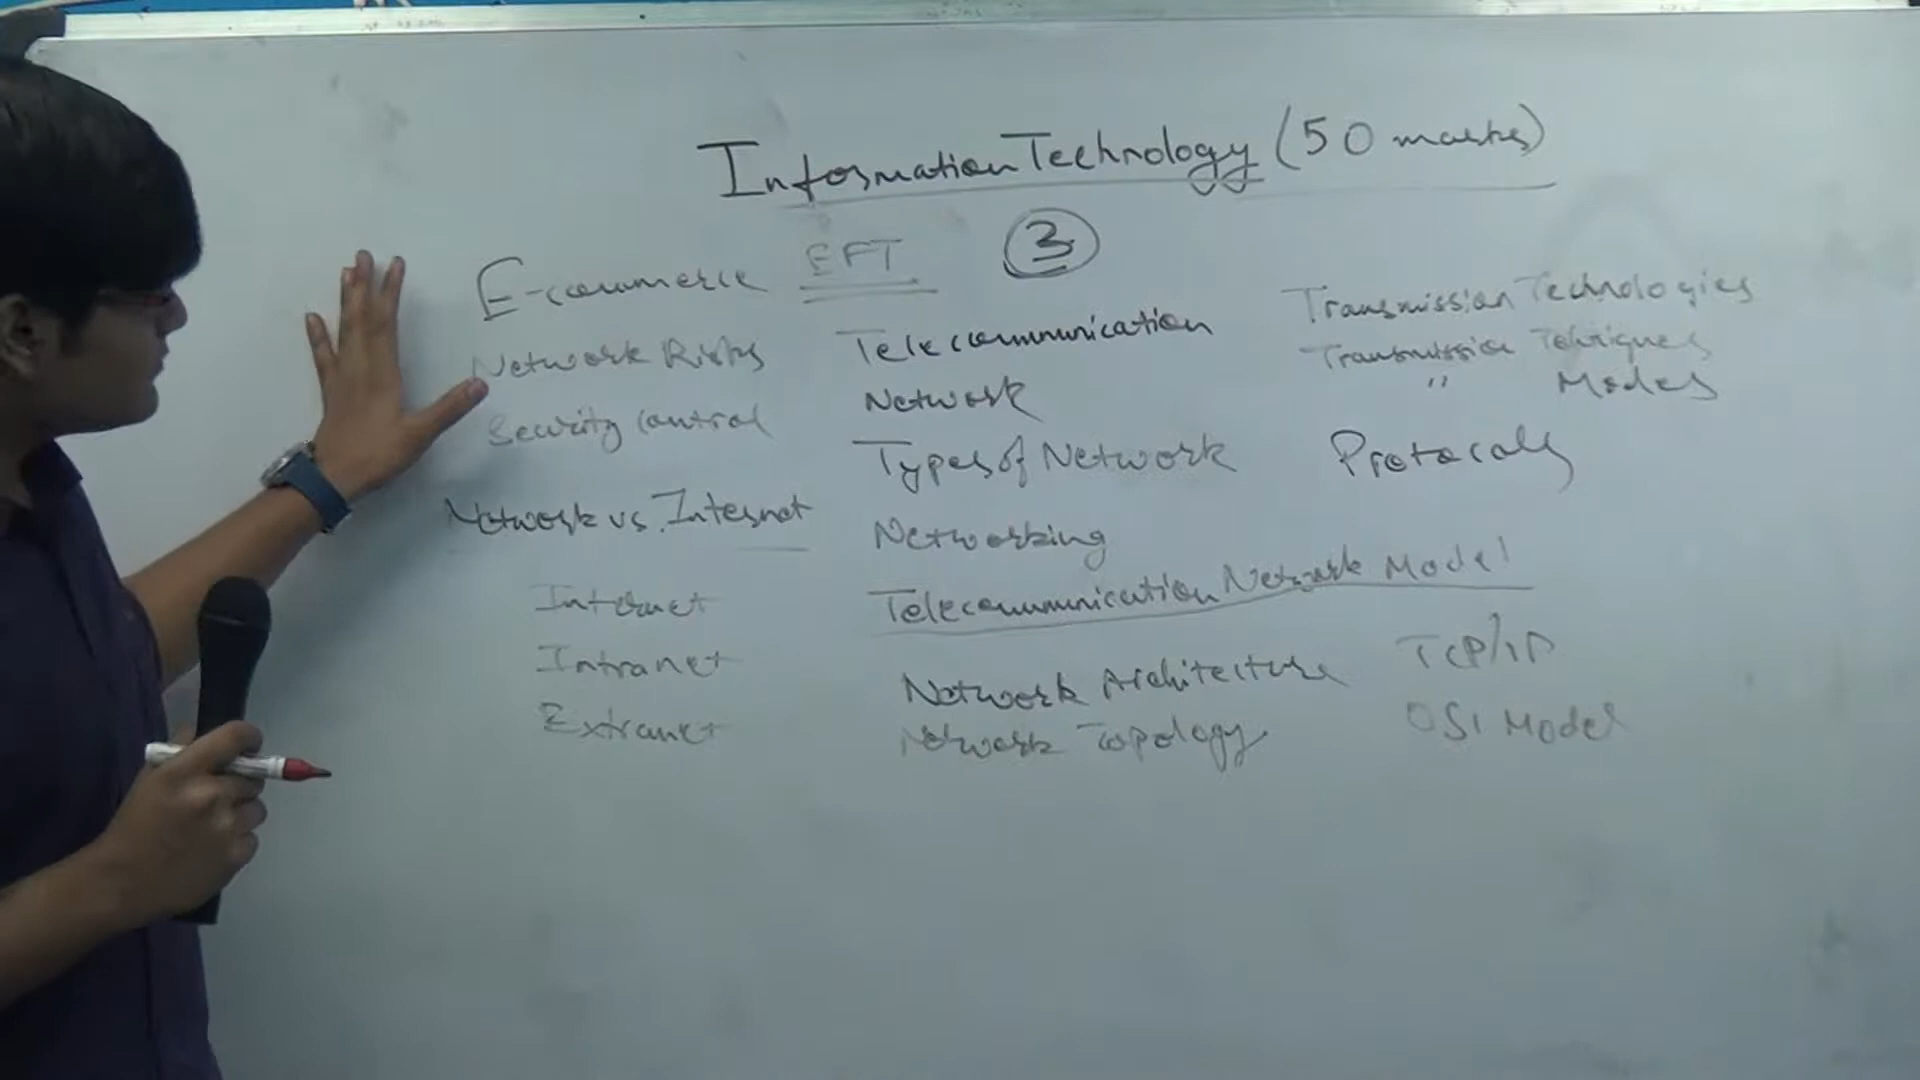 Information Technology (50 marks)
3
E-commerce EFT
Network Risks
Security Control
Network vs. Internet
Internet
Intranet
Extranet
Telecommunication
Network
Types of Network
Networking
Telecommunication Network Model
Network Architecture
Network Topology
Transmission Technologies
Transmission Tehniques
" Modes
Protocols
TCP/IP
OSI Model